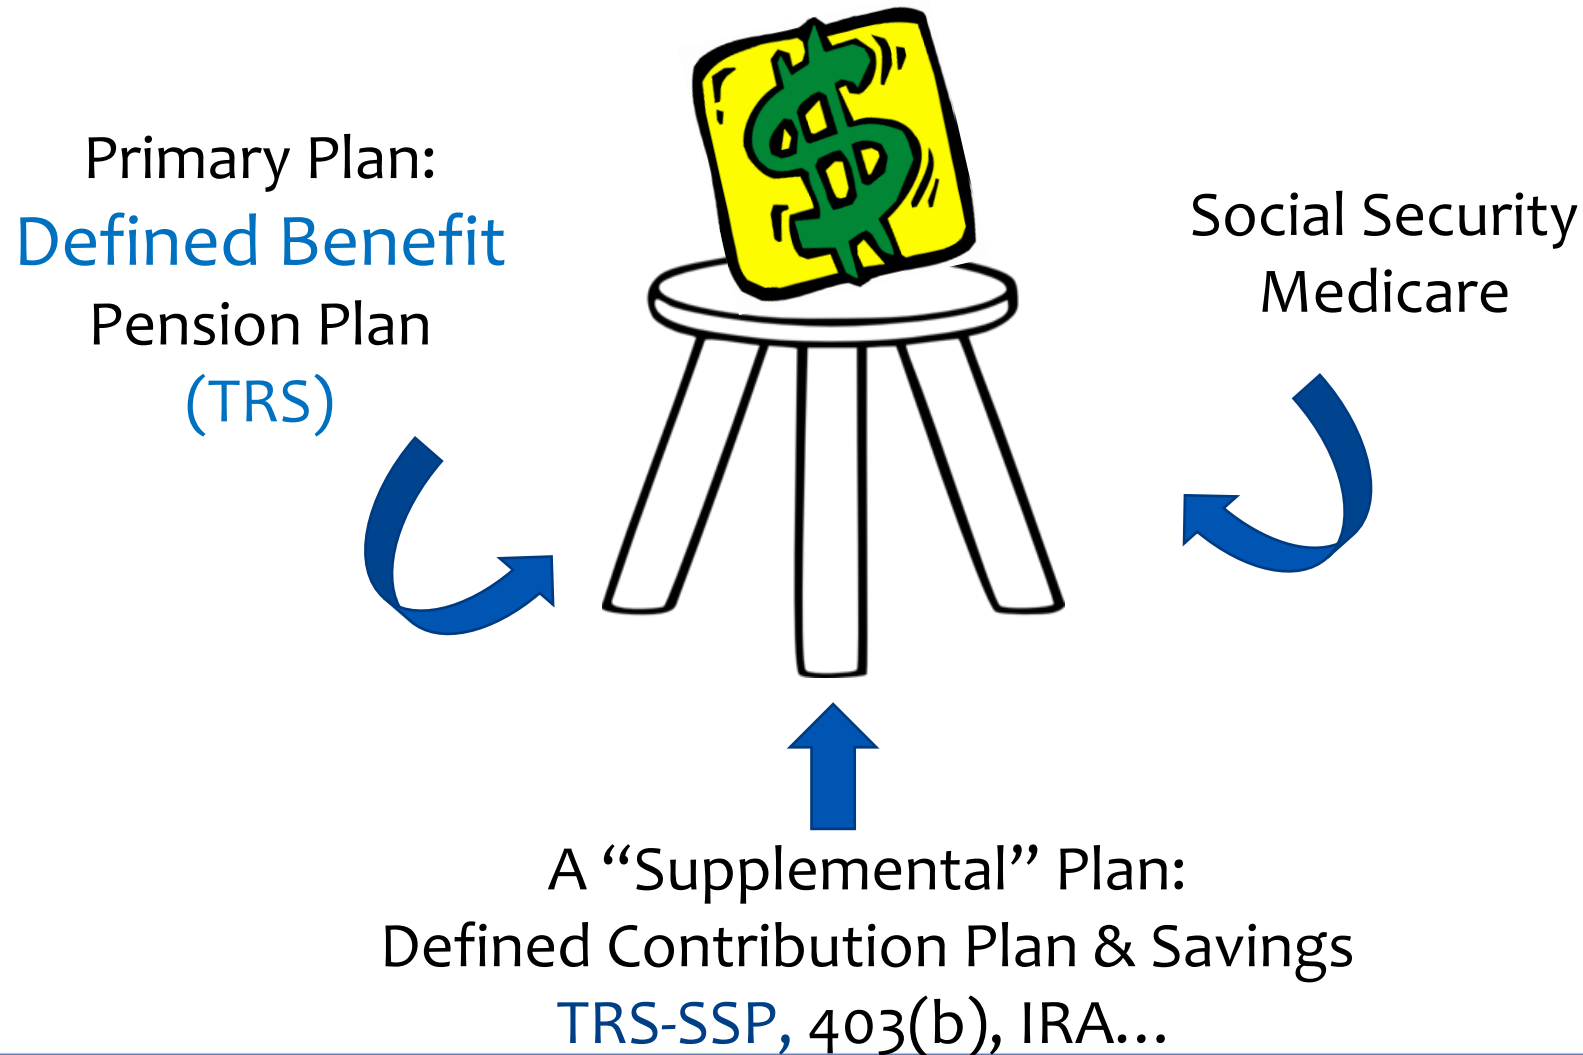 Primary Plan:
Defined Benefit
Pension Plan
(TRS)
$
Social Security
Medicare
A “Supplemental” Plan:
Defined Contribution Plan & Savings
TRS-SSP, 403(b), IRA...